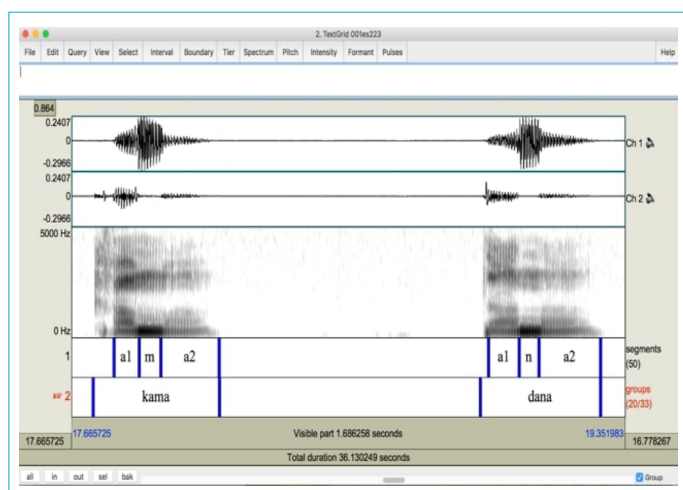 2. TextGrid 001es223
File Edit Query View Select Interval Boundary Tier Spectrum Pitch Intensity Formant Pulses Help
0.864
0.2407
0
-0.2966
Ch 1
0.2407
0
-0.2966
Ch 2
5000 Hz
0 Hz
1 a1 m a2 a1 n a2 segments
(50)
2 kama dana groups
(20/33)
17.665725 17.665725 Visible part 1.686258 seconds 19.351983 16.778267
Total duration 36.130249 seconds
all in out sel bak Group